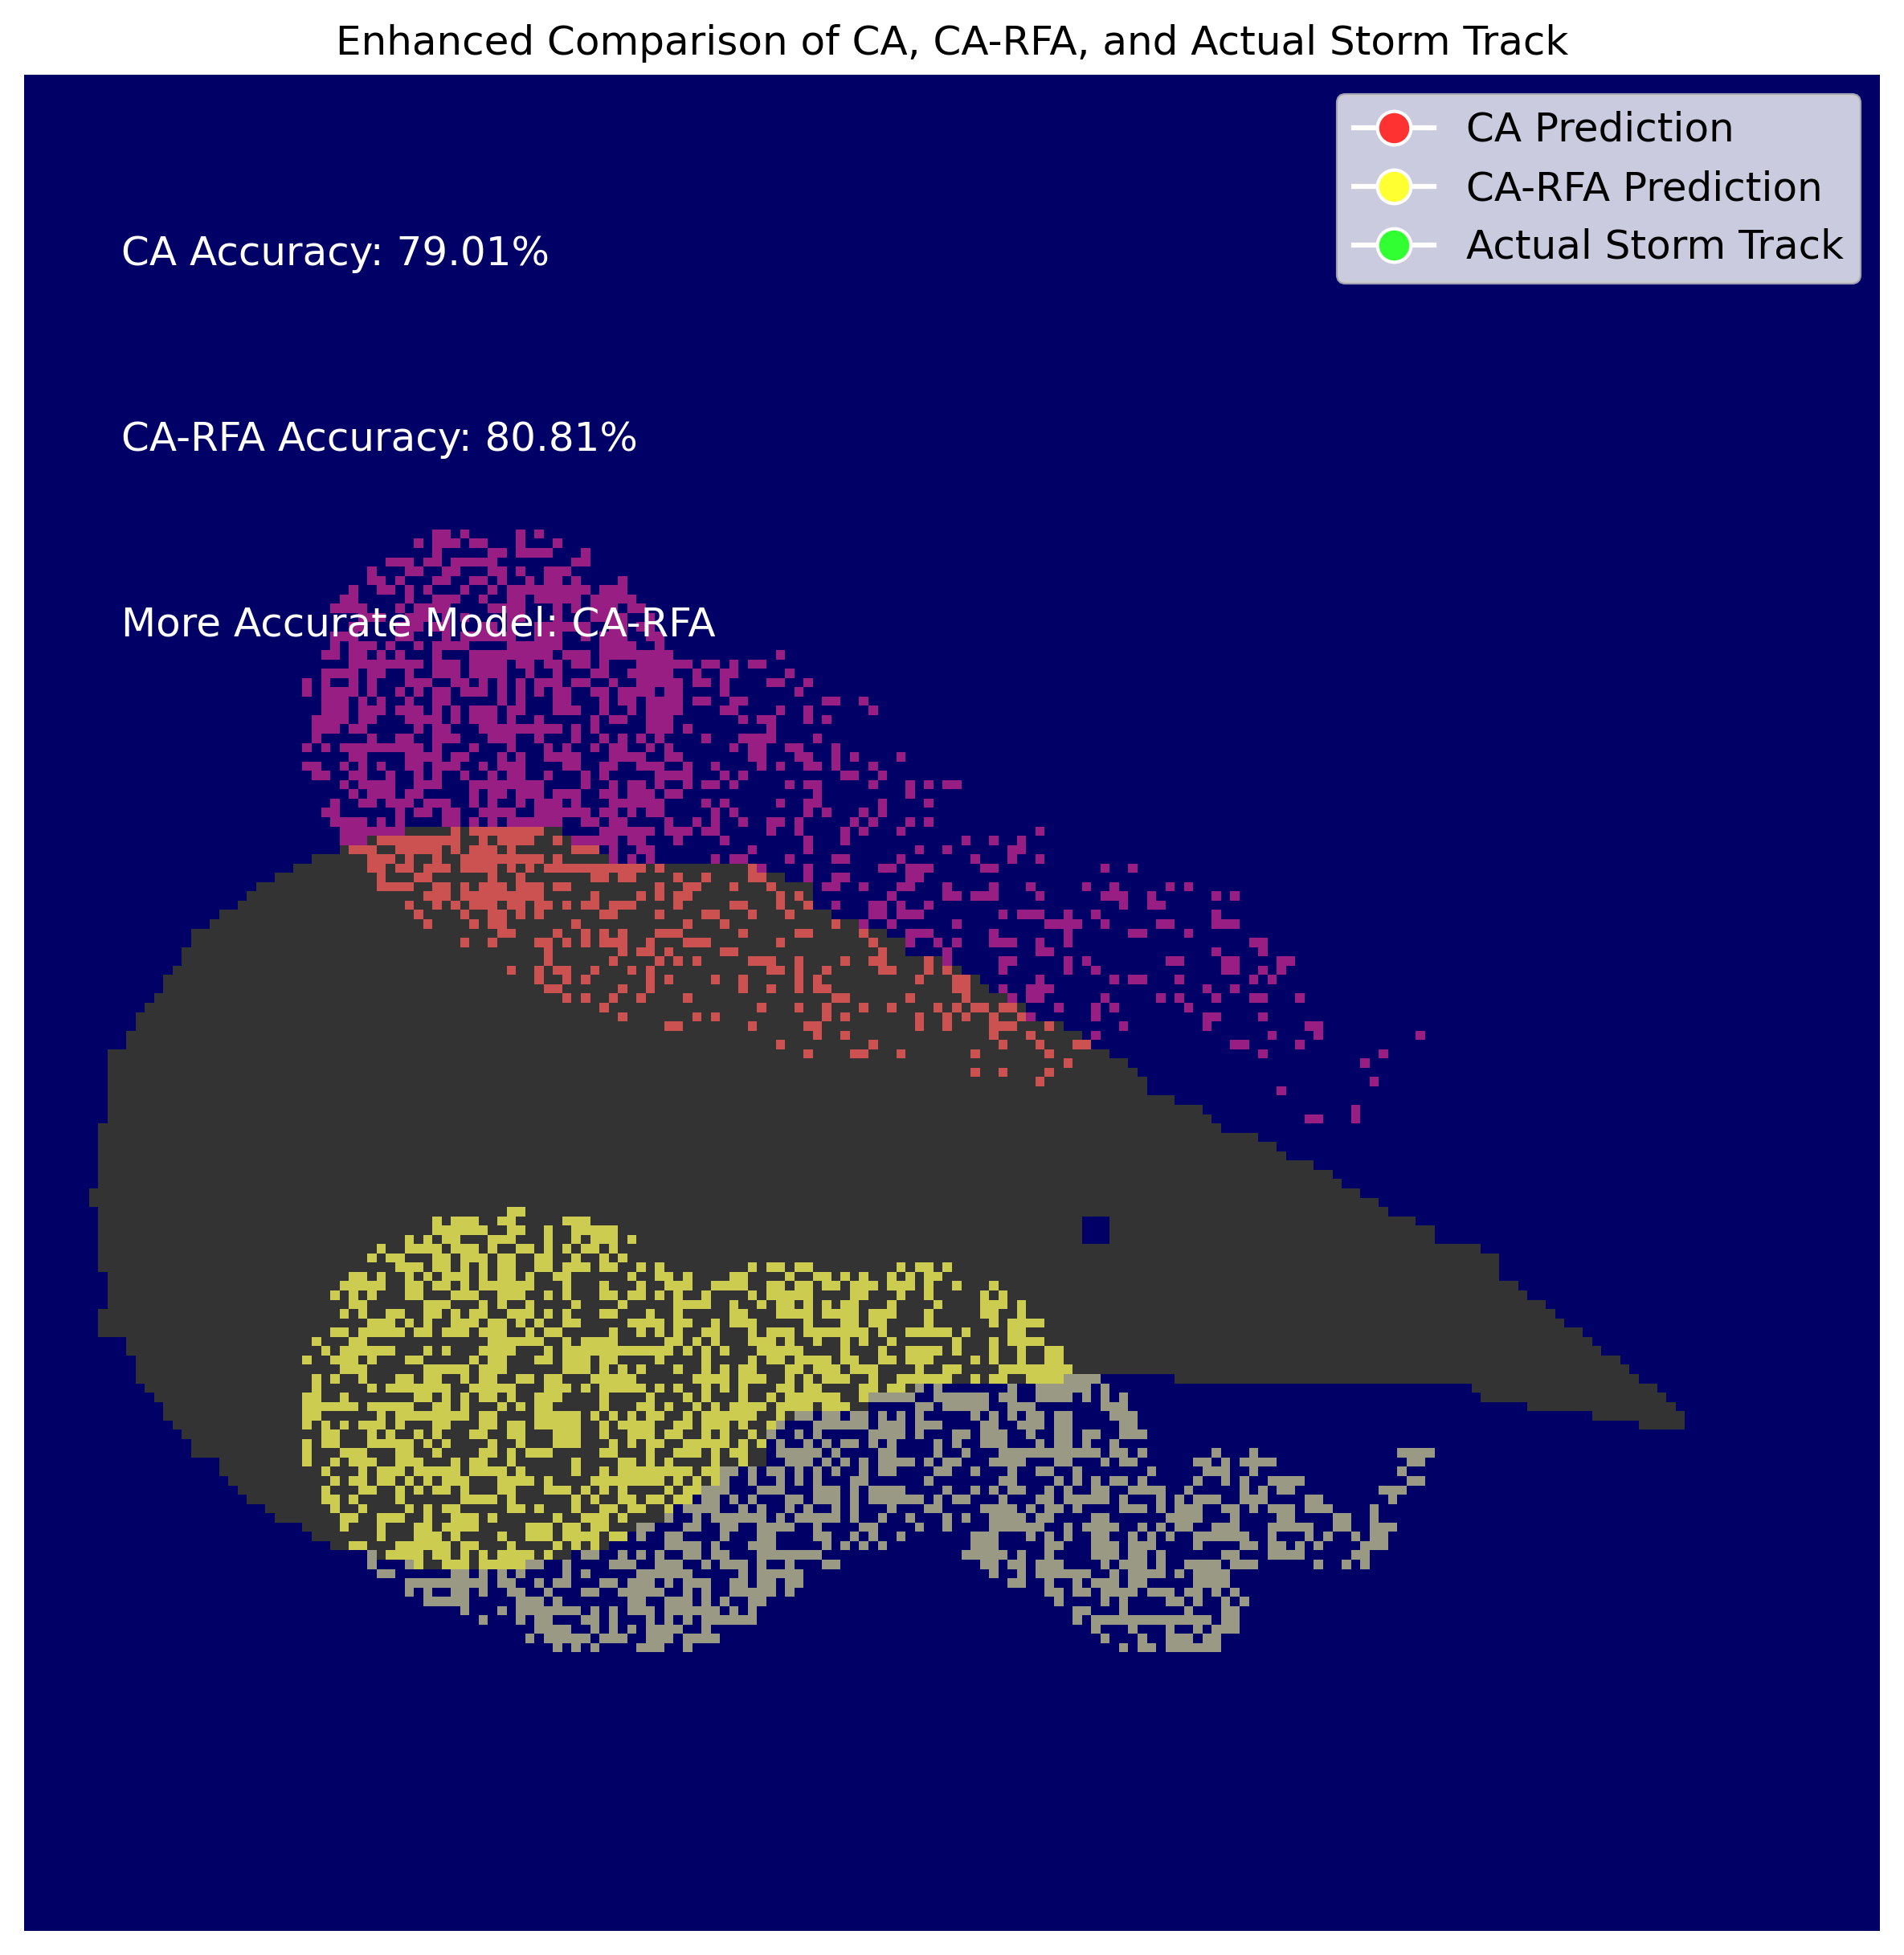 Enhanced Comparison of CA, CA-RFA, and Actual Storm Track
CA Prediction
CA-RFA Prediction
Actual Storm Track
CA Accuracy: 79.01%
CA-RFA Accuracy: 80.81%
More Accurate Model: CA-RFA